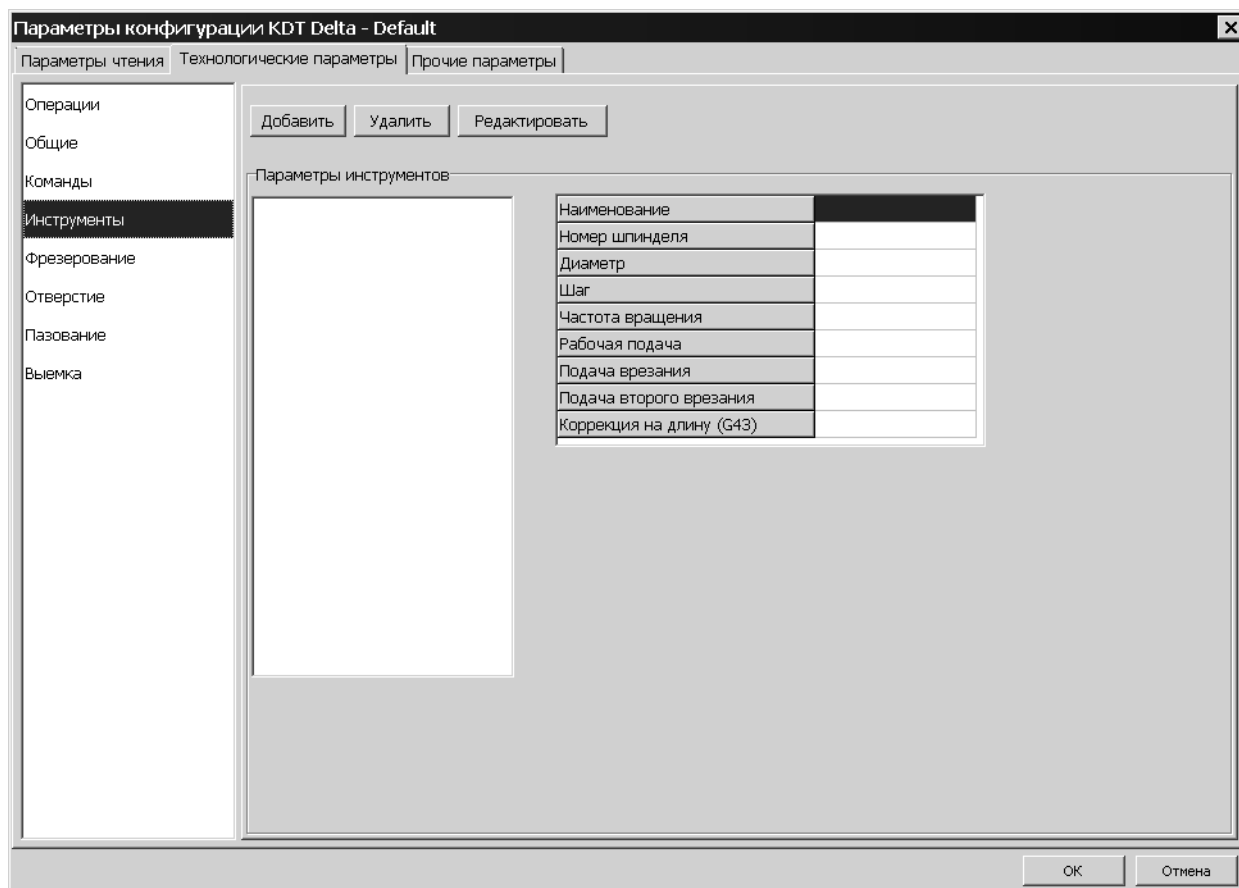 Параметры конфигурации KDT Delta - Default
Параметры чтения Технологические параметры Прочие параметры
Операции
Общие
Команды
Инструменты
Фрезерование
Отверстие
Пазование
Выемка
Добавить Удалить Редактировать
Параметры инструментов
Наименование
Номер шпинделя
Диаметр
Шаг
Частота вращения
Рабочая подача
Подача врезания
Подача второго врезания
Коррекция на длину (G43)
ОК Отмена